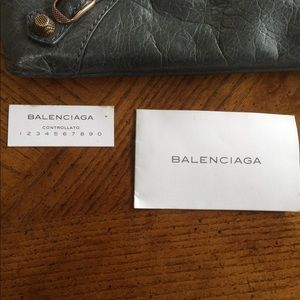 BALENCIAGA
CONTROLLATO
1 2 3 4 5 6 7 8 9 0
BALENCIAGA